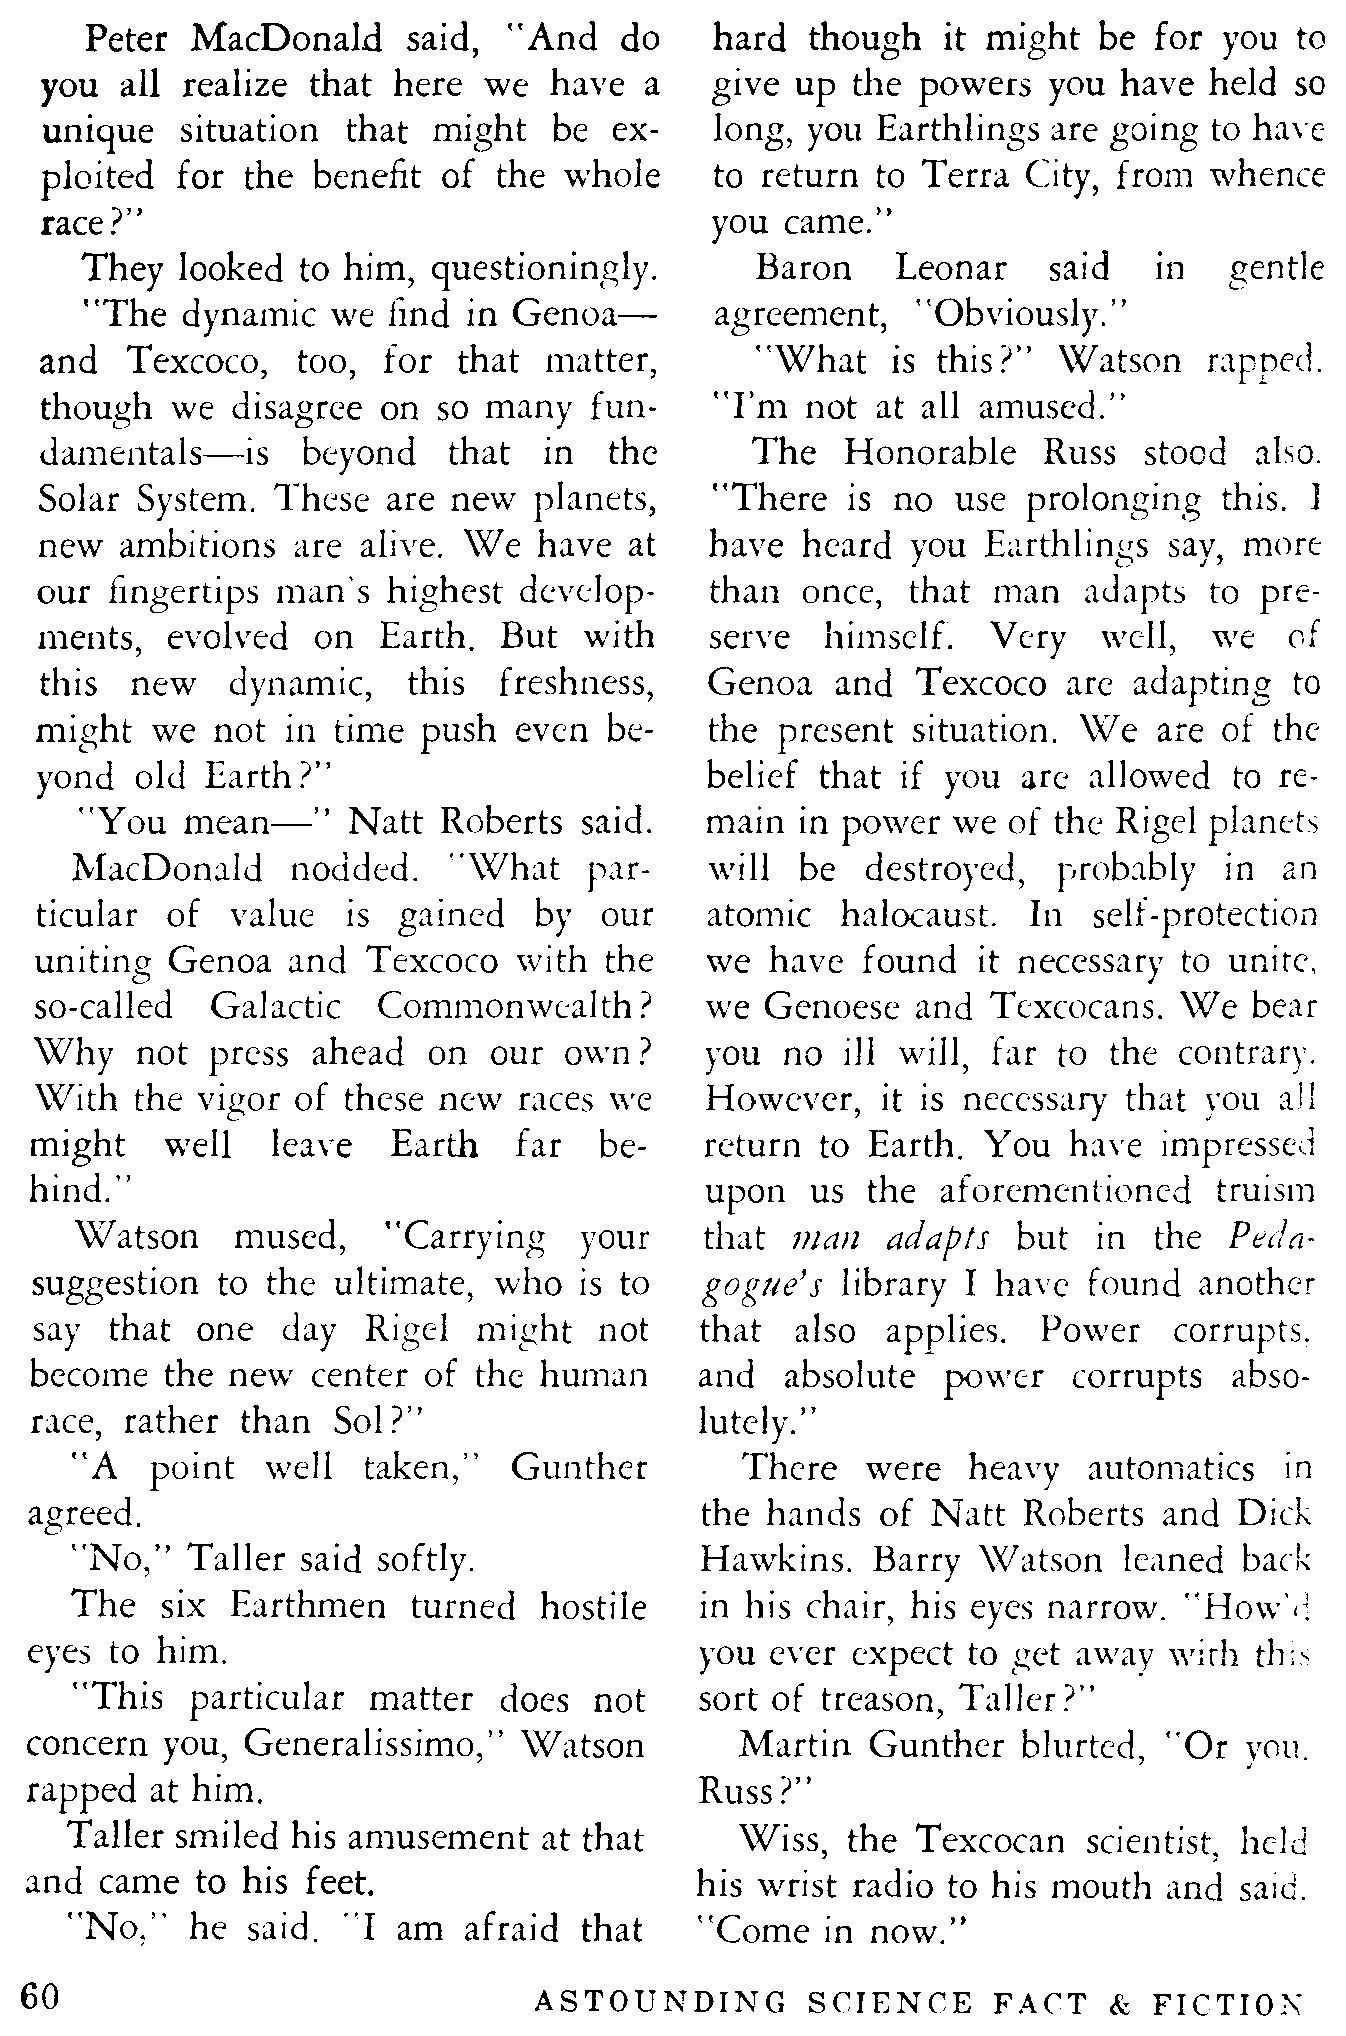 Peter MacDonald said, "And do
you all realize that here we have a
unique situation that might be ex-
ploited for the benefit of the whole
race?"
They looked to him, questioningly.
"The dynamic we find in Genoa—
and Texcoco, too, for that matter,
though we disagree on so many fun-
damentals—is beyond that in the
Solar System. These are new planets,
new ambitions are alive. We have at
our fingertips man's highest develop-
ments, evolved on Earth. But with
this new dynamic, this freshness,
might we not in time push even be-
yond old Earth?"
"You mean—" Natt Roberts said.
MacDonald nodded. "What par-
ticular of value is gained by our
uniting Genoa and Texcoco with the
so-called Galactic Commonwealth?
Why not press ahead on our own?
With the vigor of these new races we
might well leave Earth far be-
hind."
Watson mused, "Carrying your
suggestion to the ultimate, who is to
say that one day Rigel might not
become the new center of the human
race, rather than Sol?"
"A point well taken," Gunther
agreed.
"No," Taller said softly.
The six Earthmen turned hostile
eyes to him.
"This particular matter does not
concern you, Generalissimo," Watson
rapped at him.
Taller smiled his amusement at that
and came to his feet.
"No," he said. "I am afraid that
hard though it might be for you to
give up the powers you have held so
long, you Earthlings are going to have
to return to Terra City, from whence
you came."
Baron Leonar said in gentle
agreement, "Obviously."
"What is this?" Watson rapped.
"I'm not at all amused."
The Honorable Russ stood also.
"There is no use prolonging this. I
have heard you Earthlings say, more
than once, that man adapts to pre-
serve himself. Very well, we of
Genoa and Texcoco are adapting to
the present situation. We are of the
belief that if you are allowed to re-
main in power we of the Rigel planets
will be destroyed, probably in an
atomic halocaust. In self-protection
we have found it necessary to unite,
we Genoese and Texcocans. We bear
you no ill will, far to the contrary.
However, it is necessary that you all
return to Earth. You have impressed
upon us the aforementioned truism
that man adapts but in the Peda-
gogue's library I have found another
that also applies. Power corrupts,
and absolute power corrupts abso-
lutely."
There were heavy automatics in
the hands of Natt Roberts and Dick
Hawkins. Barry Watson leaned back
in his chair, his eyes narrow. "How'd
you ever expect to get away with this
sort of treason, Taller?"
Martin Gunther blurted, "Or you,
Russ?"
Wiss, the Texcocan scientist, held
his wrist radio to his mouth and said,
"Come in now."
60
ASTOUNDING SCIENCE FACT & FICTION